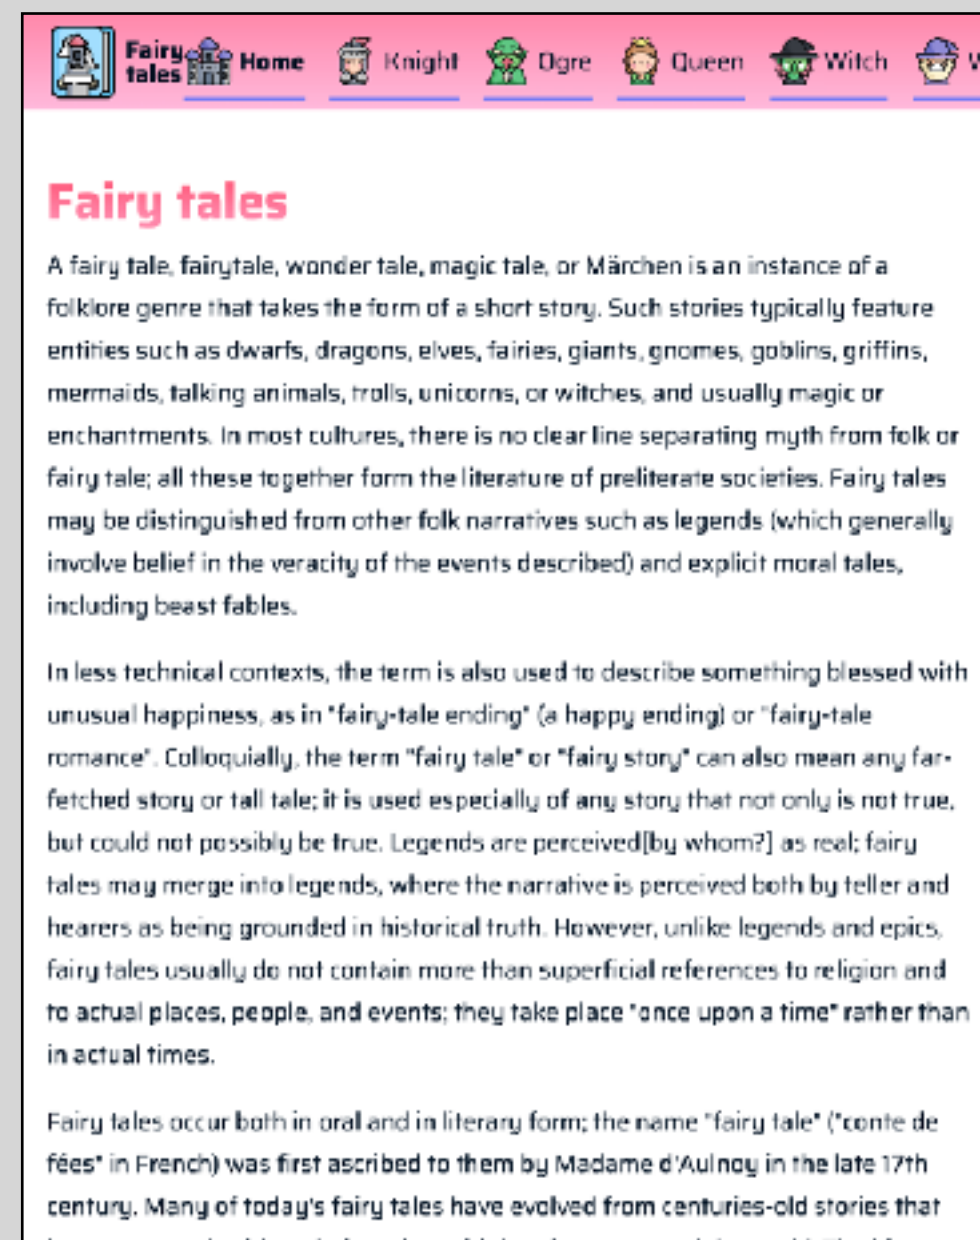 Fairy
tales
Home
Knight
Ogre
Queen
Witch
Fairy tales
A fairy tale, fairytale, wonder tale, magic tale, or Märchen is an instance of a
folklore genre that takes the form of a short story. Such stories typically feature
entities such as dwarfs, dragons, elves, fairies, giants, gnomes, goblins, griffins,
mermaids, talking animals, trolls, unicorns, or witches, and usually magic or
enchantments. In most cultures, there is no clear line separating myth from folk or
fairy tale; all these together form the literature of preliterate societies. Fairy tales
may be distinguished from other folk narratives such as legends (which generally
involve belief in the veracity of the events described) and explicit moral tales,
including beast fables.
In less technical contexts, the term is also used to describe something blessed with
unusual happiness, as in "fairy-tale ending" (a happy ending) or "fairy-tale
romance". Colloquially, the term "fairy tale" or "fairy story" can also mean any far-
fetched story or tall tale; it is used especially of any story that not only is not true,
but could not possibly be true. Legends are perceived[by whom?] as real; fairy
tales may merge into legends, where the narrative is perceived both by teller and
hearers as being grounded in historical truth. However, unlike legends and epics,
fairy tales usually do not contain more than superficial references to religion and
to actual places, people, and events; they take place "once upon a time" rather than
in actual times.
Fairy tales occur both in oral and in literary form; the name "fairy tale" ("conte de
fées" in French) was first ascribed to them by Madame d'Aulnoy in the late 17th
century. Many of today's fairy tales have evolved from centuries-old stories that